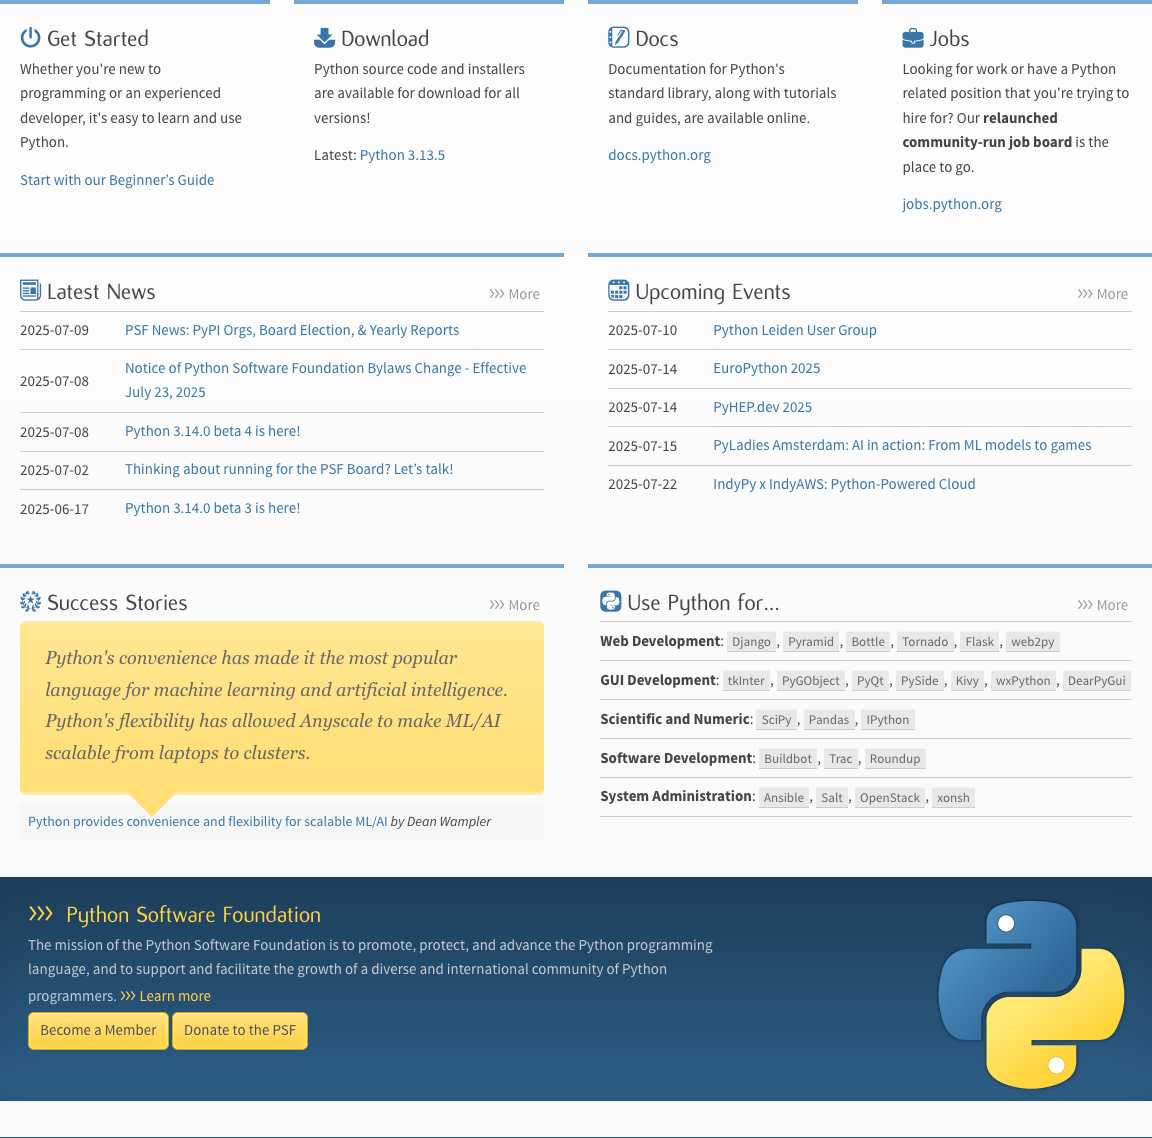 Get Started
Whether you're new to
programming or an experienced
developer, it's easy to learn and use
Python.
Start with our Beginner's Guide
Download
Python source code and installers
are available for download for all
versions!
Latest: Python 3.13.5
Docs
Documentation for Python's
standard library, along with tutorials
and guides, are available online.
docs.python.org
Jobs
Looking for work or have a Python
related position that you're trying to
hire for? Our relaunched
community-run job board is the
place to go.
jobs.python.org
Latest News
>>> More
2025-07-09 PSF News: PyPI Orgs, Board Election, & Yearly Reports
2025-07-08 Notice of Python Software Foundation Bylaws Change - Effective
July 23, 2025
2025-07-08 Python 3.14.0 beta 4 is here!
2025-07-02 Thinking about running for the PSF Board? Let's talk!
2025-06-17 Python 3.14.0 beta 3 is here!
Upcoming Events
>>> More
2025-07-10 Python Leiden User Group
2025-07-14 EuroPython 2025
2025-07-14 PyHEP.dev 2025
2025-07-15 PyLadies Amsterdam: AI in action: From ML models to games
2025-07-22 IndyPy x IndyAWS: Python-Powered Cloud
Success Stories
>>> More
Python's convenience has made it the most popular
language for machine learning and artificial intelligence.
Python's flexibility has allowed Anyscale to make ML/AI
scalable from laptops to clusters.
Python provides convenience and flexibility for scalable ML/AI by Dean Wampler
Use Python for...
>>> More
Web Development: Django, Pyramid, Bottle, Tornado, Flask, web2py
GUI Development: tkInter, PyGObject, PyQt, PySide, Kivy, wxPython, DearPyGui
Scientific and Numeric: SciPy, Pandas, IPython
Software Development: Buildbot, Trac, Roundup
System Administration: Ansible, Salt, OpenStack, xonsh
>>> Python Software Foundation
The mission of the Python Software Foundation is to promote, protect, and advance the Python programming
language, and to support and facilitate the growth of a diverse and international community of Python
programmers. >>> Learn more
Become a Member Donate to the PSF